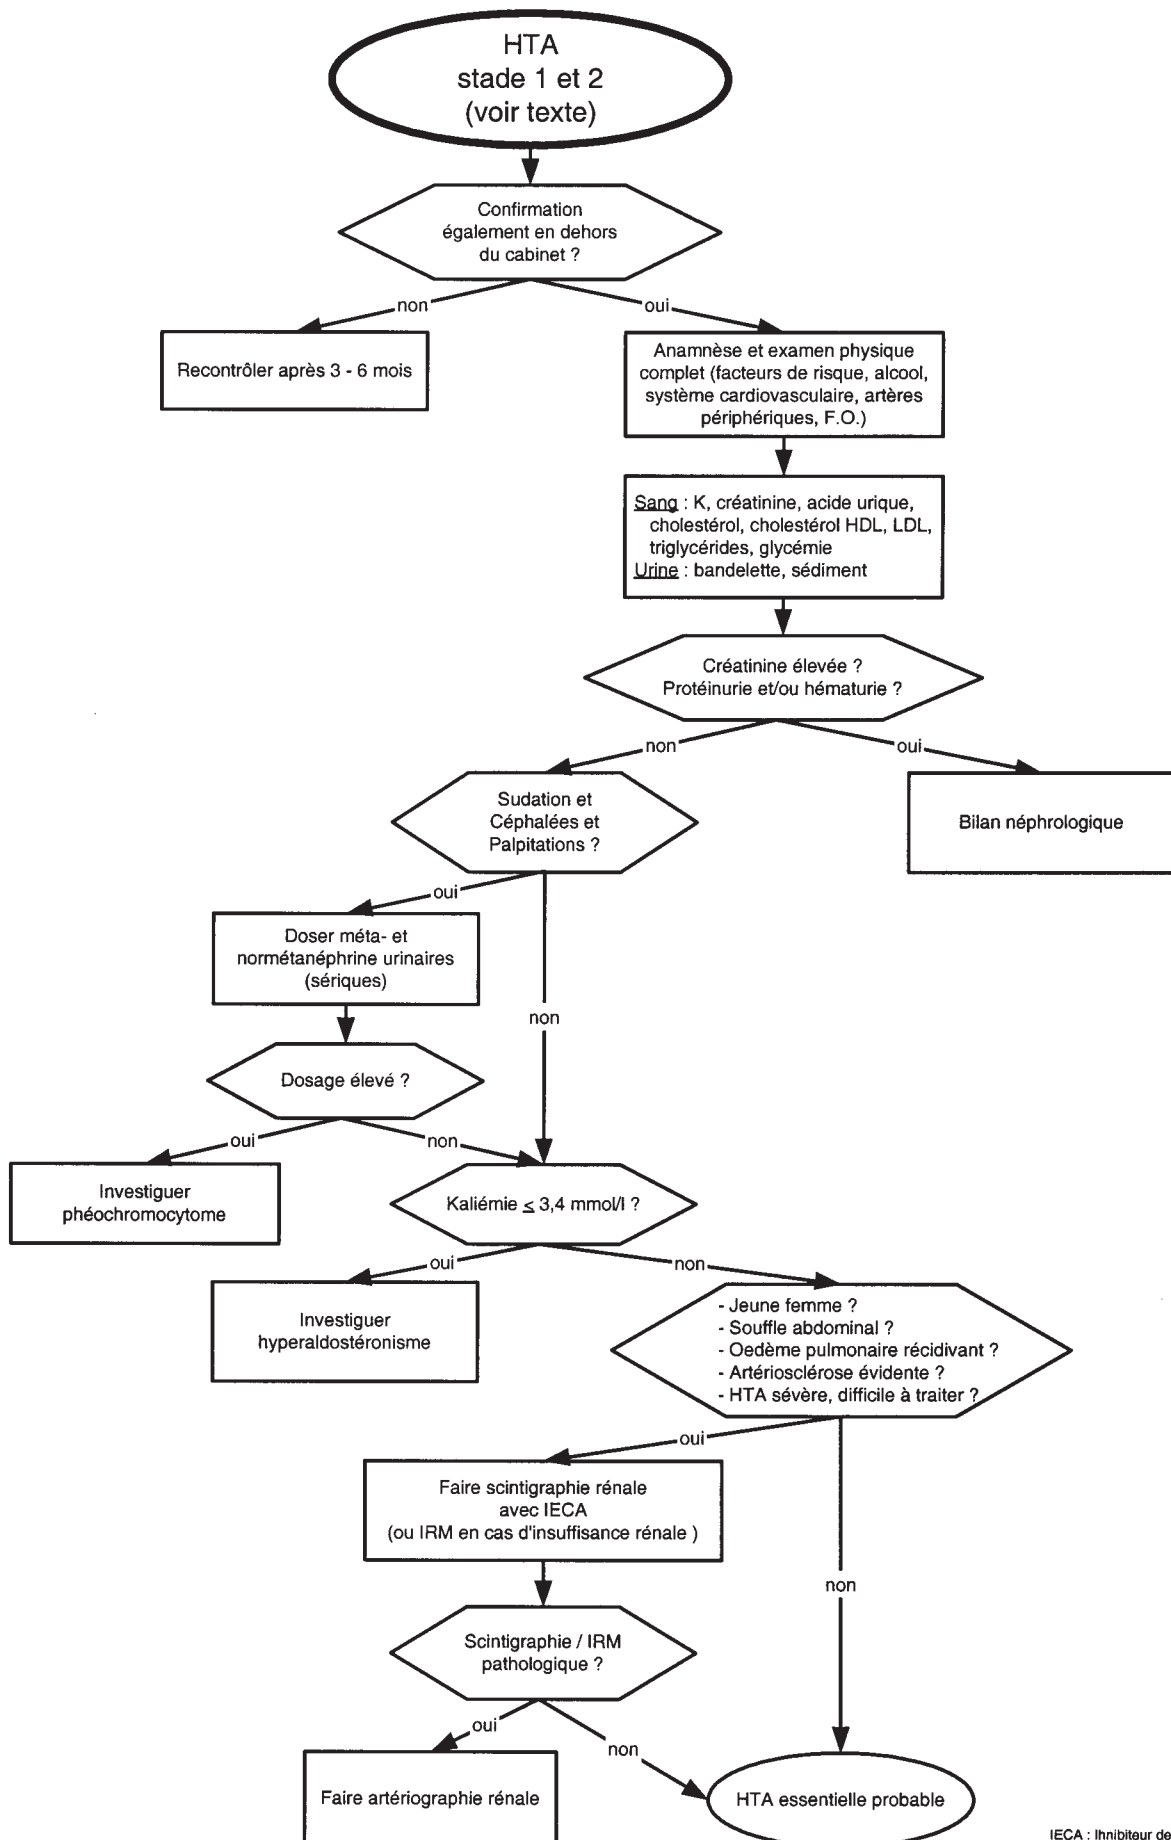 HTA
stade 1 et 2
(voir texte)
Confirmation
également en dehors
du cabinet ?
non
oui
Recontrôler après 3 - 6 mois
Anamnèse et examen physique
complet (facteurs de risque, alcool,
système cardiovasculaire, artères
périphériques, F.O.)
Sang : K, créatinine, acide urique,
cholestérol, cholestérol HDL, LDL,
triglycérides, glycémie
Urine : bandelette, sédiment
Créatinine élevée ?
Protéinurie et/ou hématurie ?
non
oui
Sudation et
Céphalées et
Palpitations ?
Bilan néphrologique
oui
Doser méta- et
normétanéphrine urinaires
(sériques)
non
Dosage élevé ?
oui
non
Investiguer
phéochromocytome
Kaliémie ≤ 3,4 mmol/l ?
oui
non
Investiguer
hyperaldostéronisme
- Jeune femme ?
- Souffle abdominal ?
- Oedème pulmonaire récidivant ?
- Artériosclérose évidente ?
- HTA sévère, difficile à traiter ?
oui
Faire scintigraphie rénale
avec IECA
(ou IRM en cas d'insuffisance rénale )
non
Scintigraphie / IRM
pathologique ?
oui
non
Faire artériographie rénale
HTA essentielle probable
IECA : Ihnibiteur de